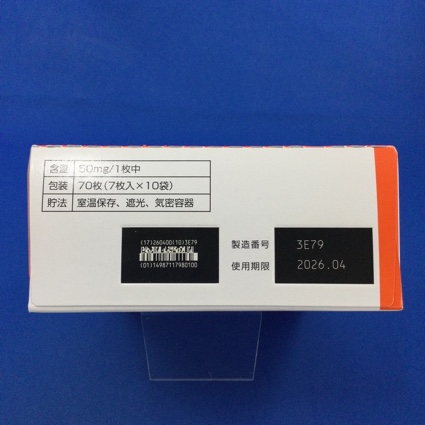 含量 50mg/1枚中
包装 70枚(7枚入×10袋)
貯法 室温保存、遮光、気密容器
(17)260400(10)3E79
(01)14987117980100
製造番号 3E79
使用期限 2026.04